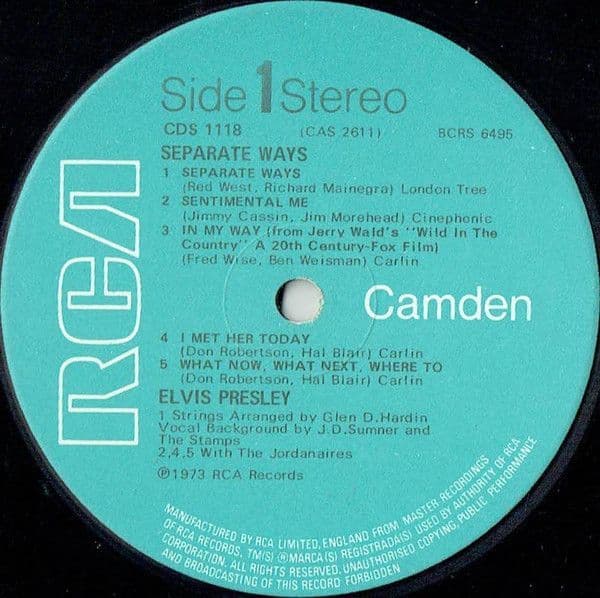 Side 1 Stereo
CDS 1118 (CAS 2611) BCRS 6495
SEPARATE WAYS
1 SEPARATE WAYS
(Red West, Richard Mainegra) London Tree
2 SENTIMENTAL ME
(Jimmy Cassin, Jim Morehead) Cinephonic
3 IN MY WAY (from Jerry Wald's "Wild In The
Country" A 20th Century-Fox Film)
(Fred Wise, Ben Weisman) Carlin
RCA
Camden
4 I MET HER TODAY
(Don Robertson, Hal Blair) Carlin
5 WHAT NOW, WHAT NEXT, WHERE TO
(Don Robertson, Hal Blair) Carlin
ELVIS PRESLEY
1 Strings Arranged by Glen D. Hardin
Vocal Background by J.D. Sumner and
The Stamps
2,4,5 With The Jordanaires
℗1973 RCA Records
MANUFACTURED BY RCA LIMITED, ENGLAND FROM MASTER-RECORDINGS
OF RCA RECORDS, TM(S) ®MARCA(S) REGISTRADA(S) USED BY AUTHORITY OF RCA
CORPORATION. ALL RIGHTS RESERVED. UNAUTHORISED COPYING, PUBLIC PERFORMANCE
AND BROADCASTING OF THIS RECORD FORBIDDEN